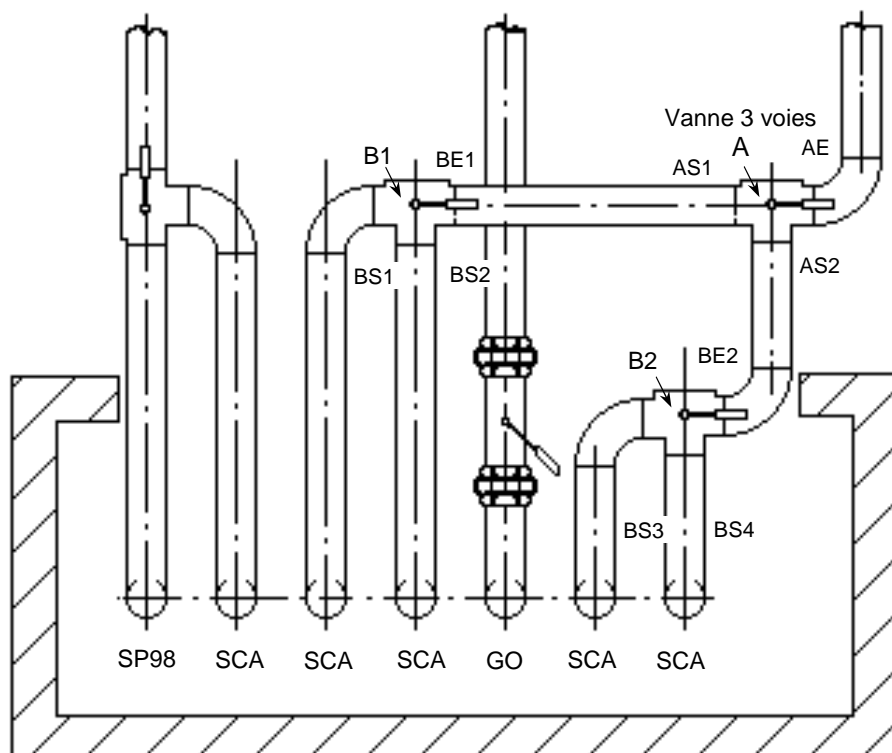 Vanne 3 voies
B1
BE1
AS1
A
AE
BS1
BS2
AS2
B2
BE2
BS3
BS4
SP98
SCA
SCA
SCA
GO
SCA
SCA